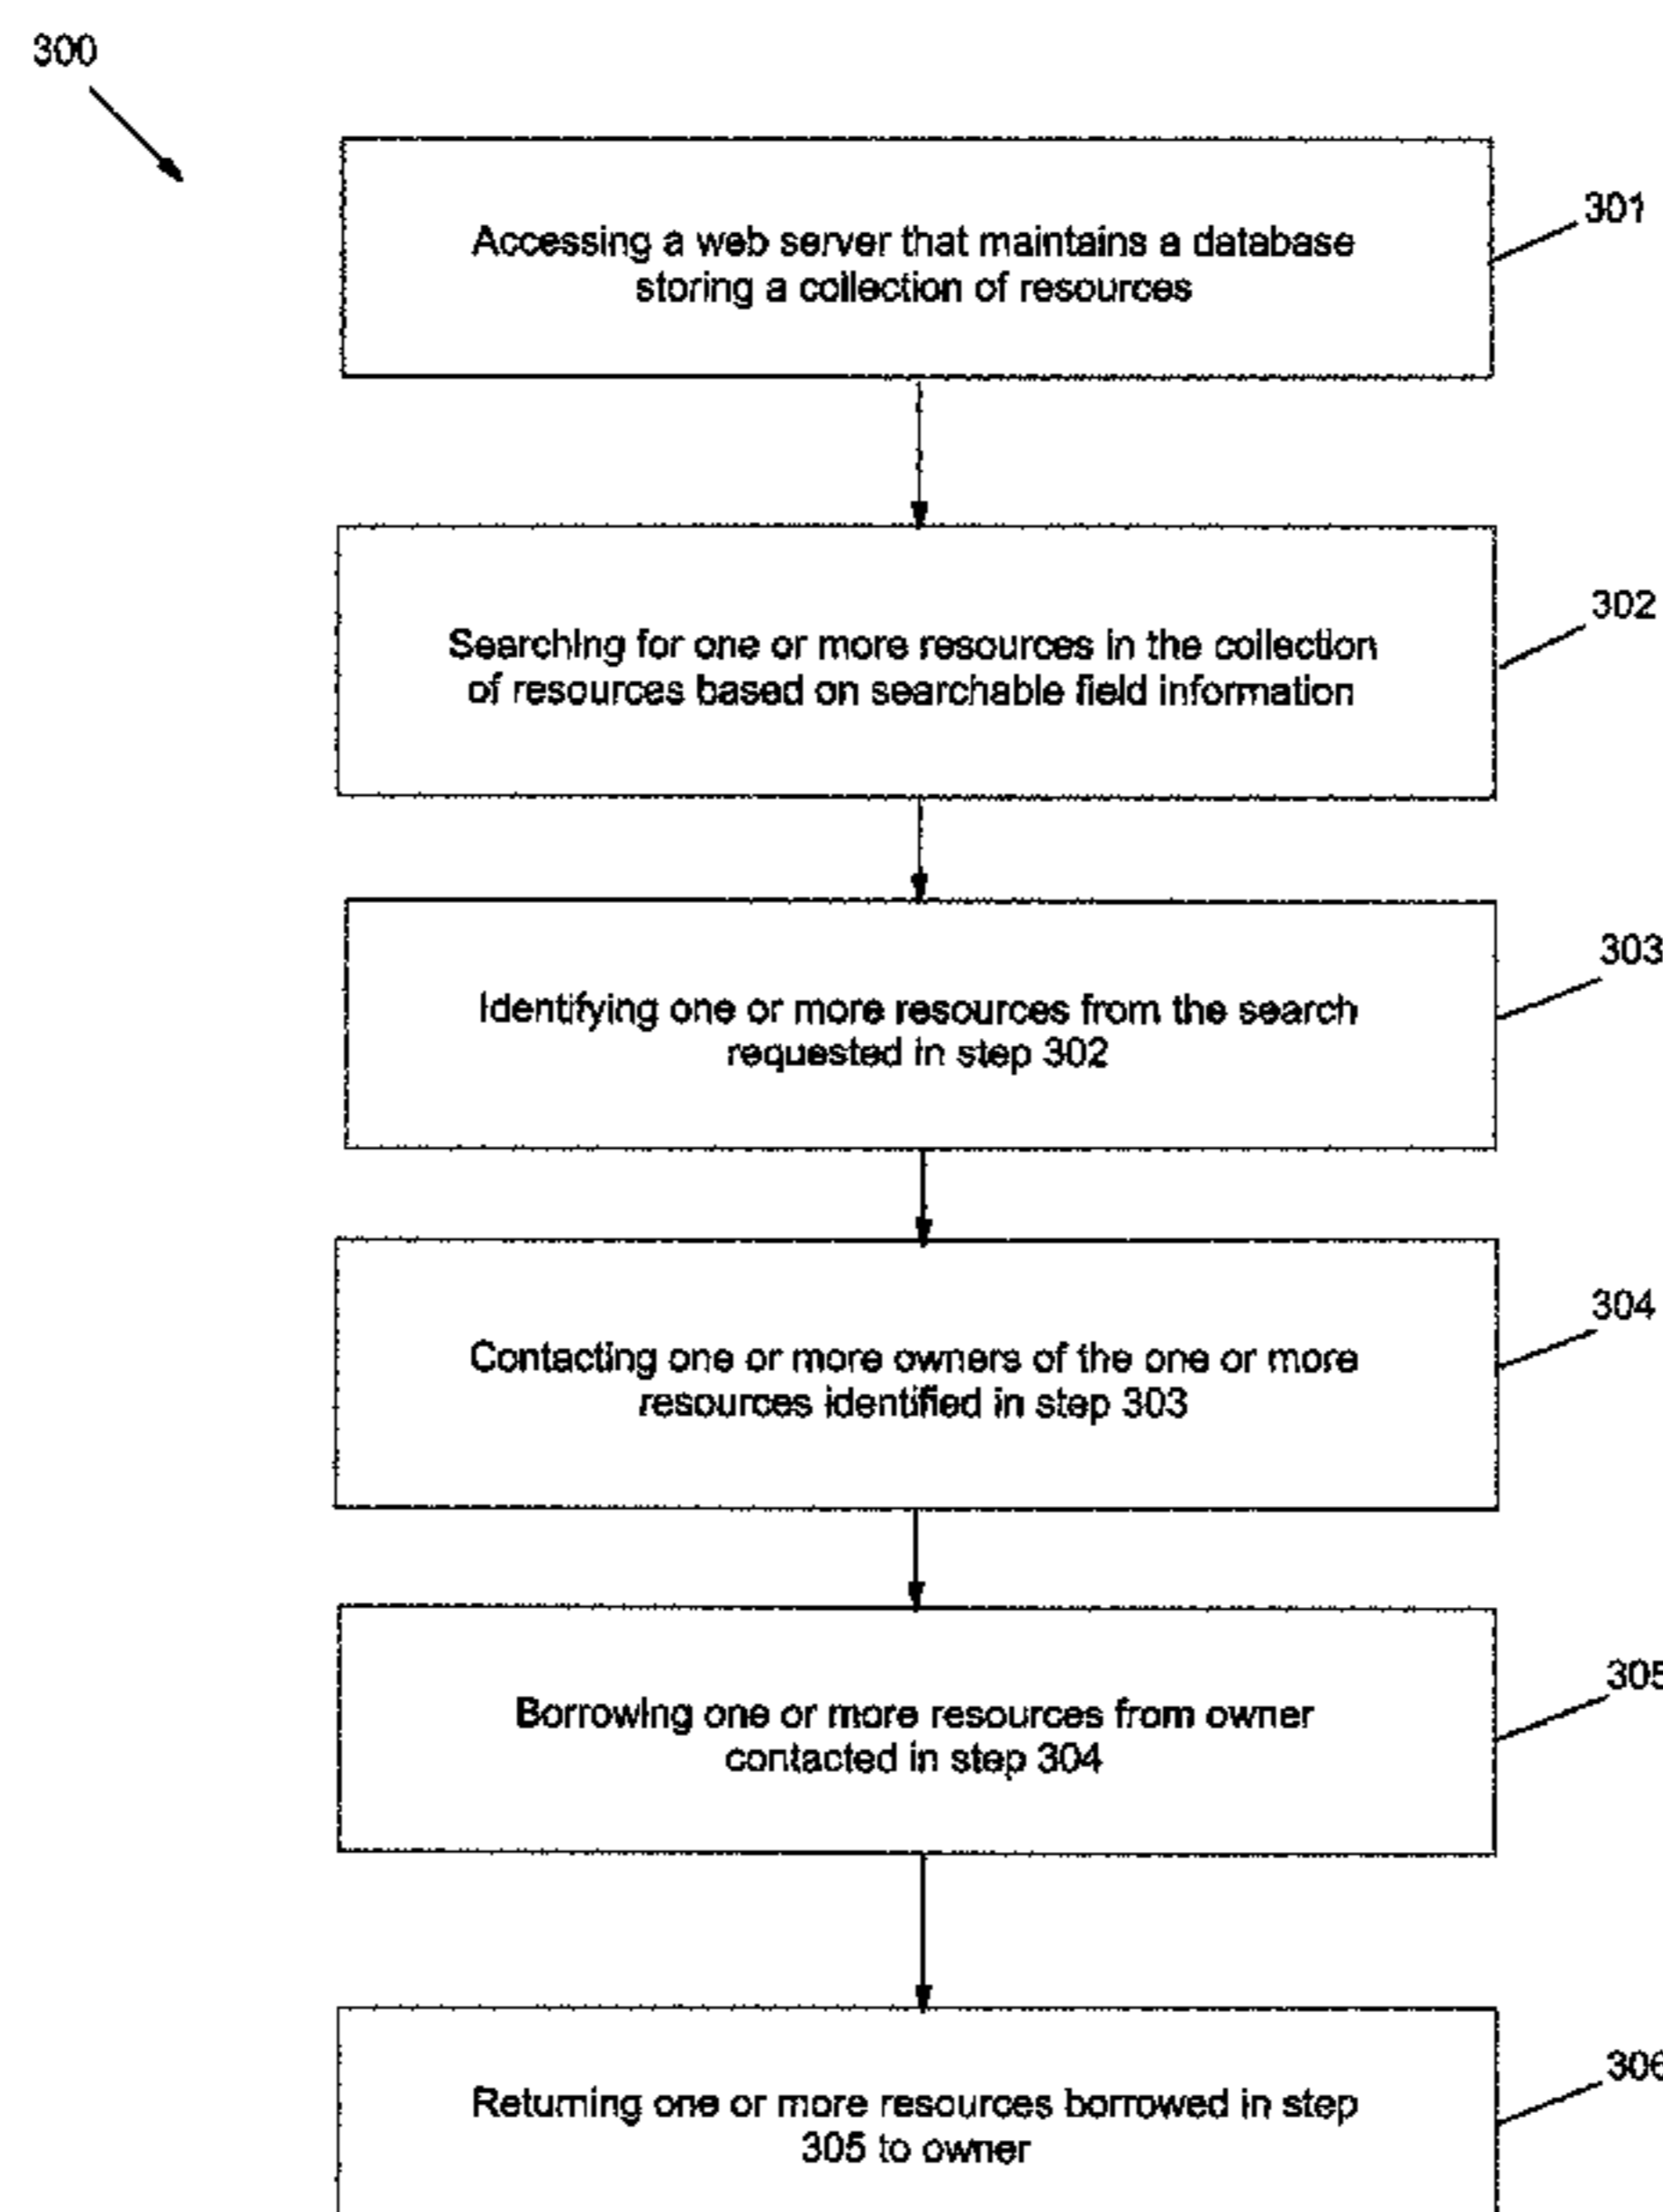 300
Accessing a web server that maintains a database
storing a collection of resources
301
Searching for one or more resources in the collection
of resources based on searchable field information
302
Identifying one or more resources from the search
requested in step 302
303
Contacting one or more owners of the one or more
resources identified in step 303
304
Borrowing one or more resources from owner
contacted in step 304
305
Returning one or more resources borrowed in step
305 to owner
306